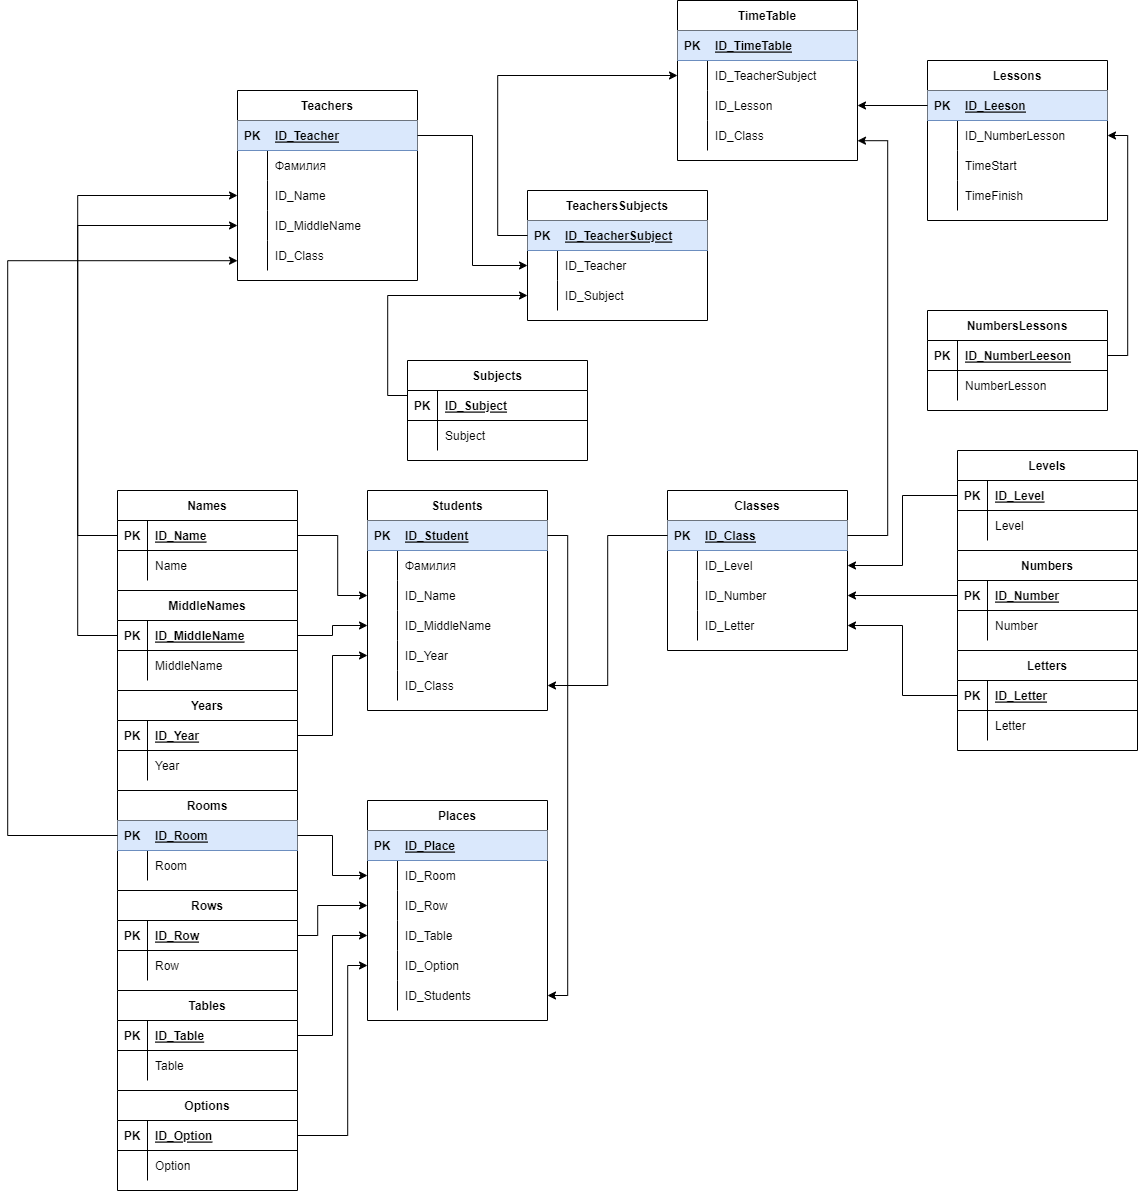 TimeTable
PK ID_TimeTable
ID_TeacherSubject
ID_Lesson
ID_Class
Lessons
PK ID_Leeson
ID_NumberLesson
TimeStart
TimeFinish
Teachers
PK ID_Teacher
Фамилия
ID_Name
ID_MiddleName
ID_Class
TeachersSubjects
PK ID_TeacherSubject
ID_Teacher
ID_Subject
NumbersLessons
PK ID_NumberLeeson
NumberLesson
Subjects
PK ID_Subject
Subject
Names
PK ID_Name
Name
MiddleNames
PK ID_MiddleName
MiddleName
Years
PK ID_Year
Year
Rooms
PK ID_Room
Room
Rows
PK ID_Row
Row
Tables
PK ID_Table
Table
Options
PK ID_Option
Option
Students
PK ID_Student
Фамилия
ID_Name
ID_MiddleName
ID_Year
ID_Class
Places
PK ID_Place
ID_Room
ID_Row
ID_Table
ID_Option
ID_Students
Classes
PK ID_Class
ID_Level
ID_Number
ID_Letter
Levels
PK ID_Level
Level
Numbers
PK ID_Number
Number
Letters
PK ID_Letter
Letter